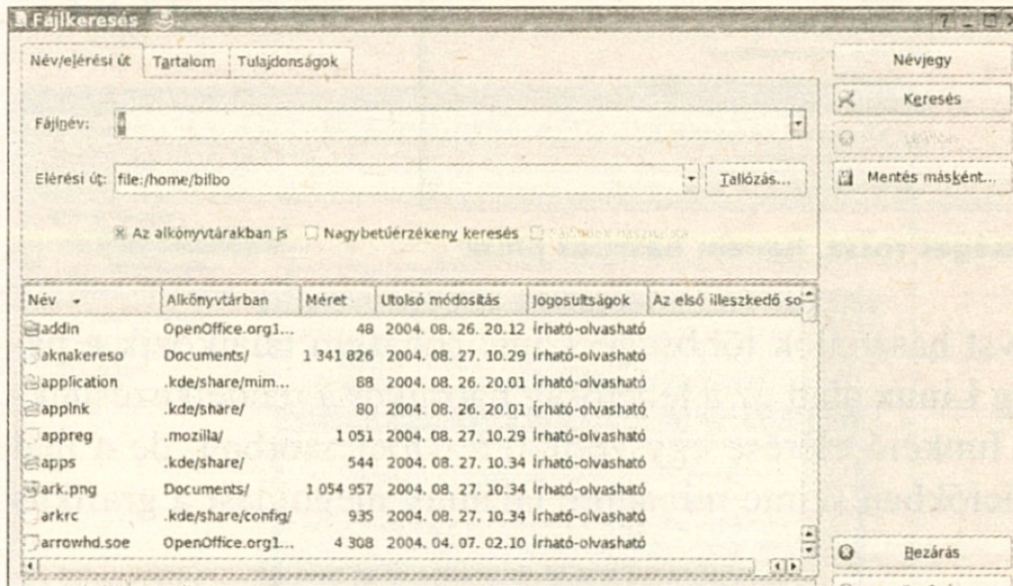 Fájlkeresés
Név/elérési út Tartalom Tulajdonságok
Névjegy
Fájlnév:
Keresés
Elérési út: file:/home/bilbo Tallózás...
Mentés másként...
Az alkönyvtárakban is Nagybetűérzékeny keresés
Név Alkönyvtárban Méret Utolsó módosítás Jogosultságok Az első illeszkedő so
addin OpenOffice.org1... 48 2004. 08. 26. 20.12 Írható-olvasható
aknakereso Documents/ 1 341 826 2004. 08. 27. 10.29 Írható-olvasható
application .kde/share/mim... 88 2004. 08. 26. 20.01 Írható-olvasható
applnk .kde/share/ 80 2004. 08. 26. 20.01 Írható-olvasható
appreg .mozilla/ 1 051 2004. 08. 27. 10.29 Írható-olvasható
apps .kde/share/ 544 2004. 08. 27. 10.34 Írható-olvasható
ark.png Documents/ 1 054 957 2004. 08. 27. 10.34 Írható-olvasható
arkrc .kde/share/config/ 935 2004. 08. 27. 10.34 Írható-olvasható
arrowhd.soe OpenOffice.org1... 4 308 2004. 04. 07. 02.10 Írható-olvasható
Bezárás